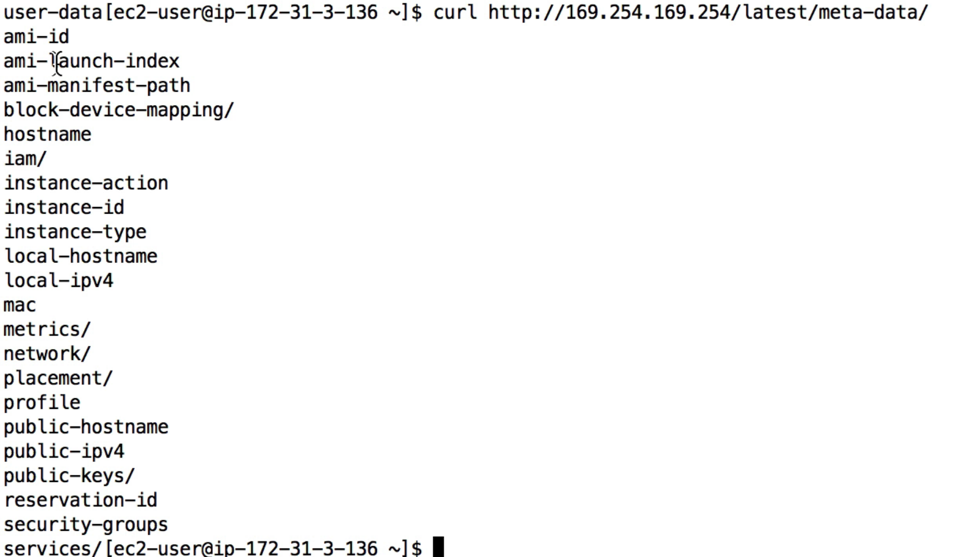 user-data[ec2-user@ip-172-31-3-136 ~]$ curl http://169.254.169.254/latest/meta-data/
ami-id
ami-launch-index
ami-manifest-path
block-device-mapping/
hostname
iam/
instance-action
instance-id
instance-type
local-hostname
local-ipv4
mac
metrics/
network/
placement/
profile
public-hostname
public-ipv4
public-keys/
reservation-id
security-groups
services/[ec2-user@ip-172-31-3-136 ~]$